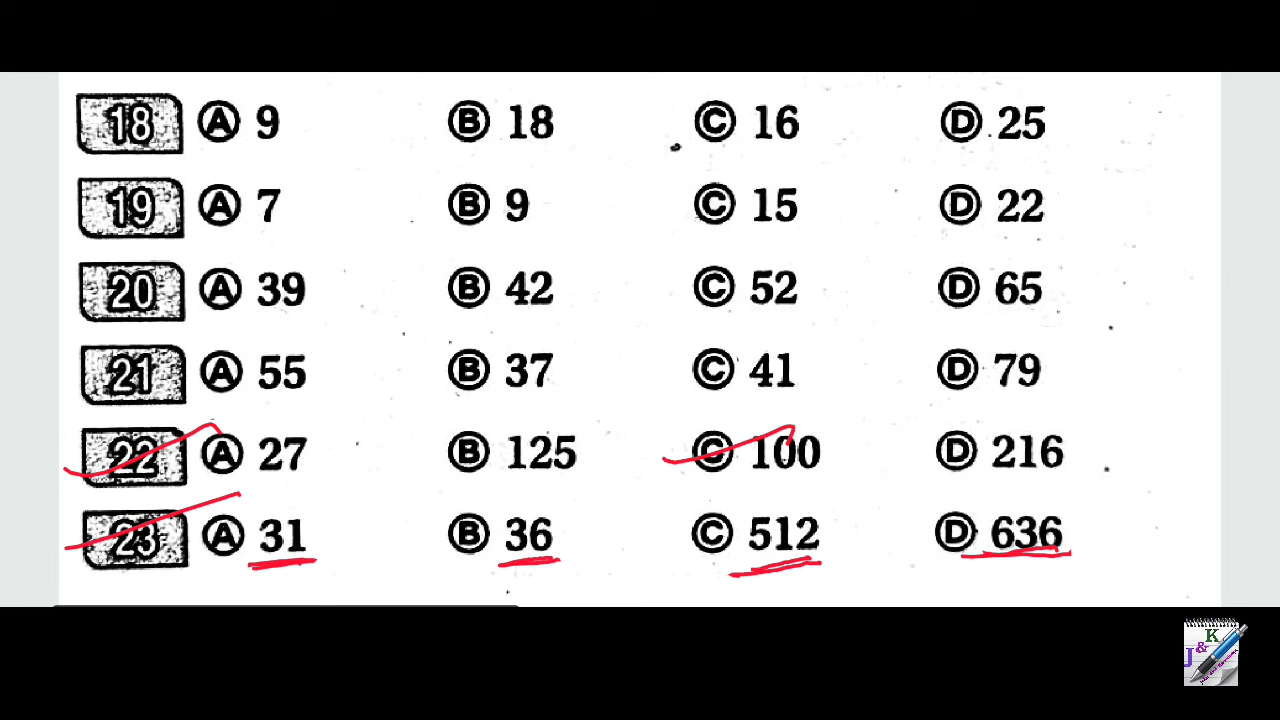 18 Ⓐ 9 Ⓑ 18 Ⓒ 16 Ⓓ 25
19 Ⓐ 7 Ⓑ 9 Ⓒ 15 Ⓓ 22
20 Ⓐ 39 Ⓑ 42 Ⓒ 52 Ⓓ 65
21 Ⓐ 55 Ⓑ 37 Ⓒ 41 Ⓓ 79
22 Ⓐ 27 Ⓑ 125 Ⓒ 100 Ⓓ 216
23 Ⓐ 31 Ⓑ 36 Ⓒ 512 Ⓓ 636
J&K